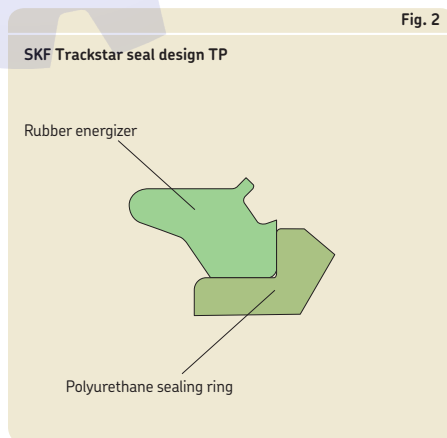 Fig. 2
SKF Trackstar seal design TP
Rubber energizer
Polyurethane sealing ring